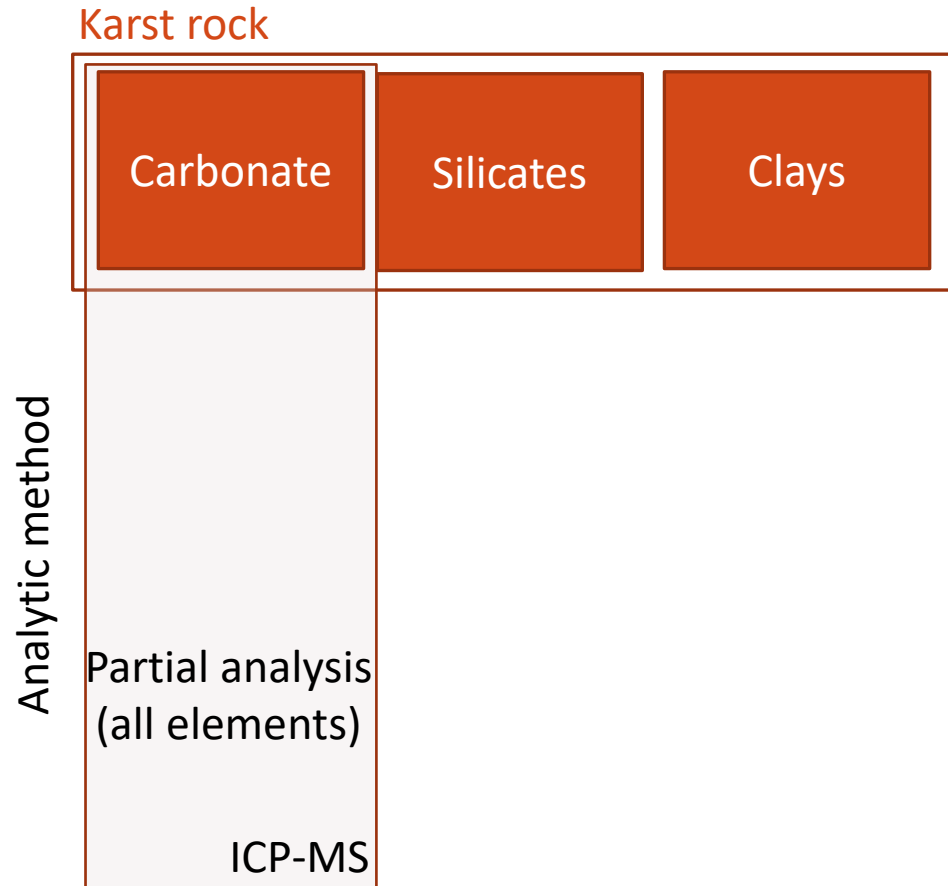 Karst rock
Carbonate
Silicates
Clays
Analytic method
Partial analysis
(all elements)
ICP-MS